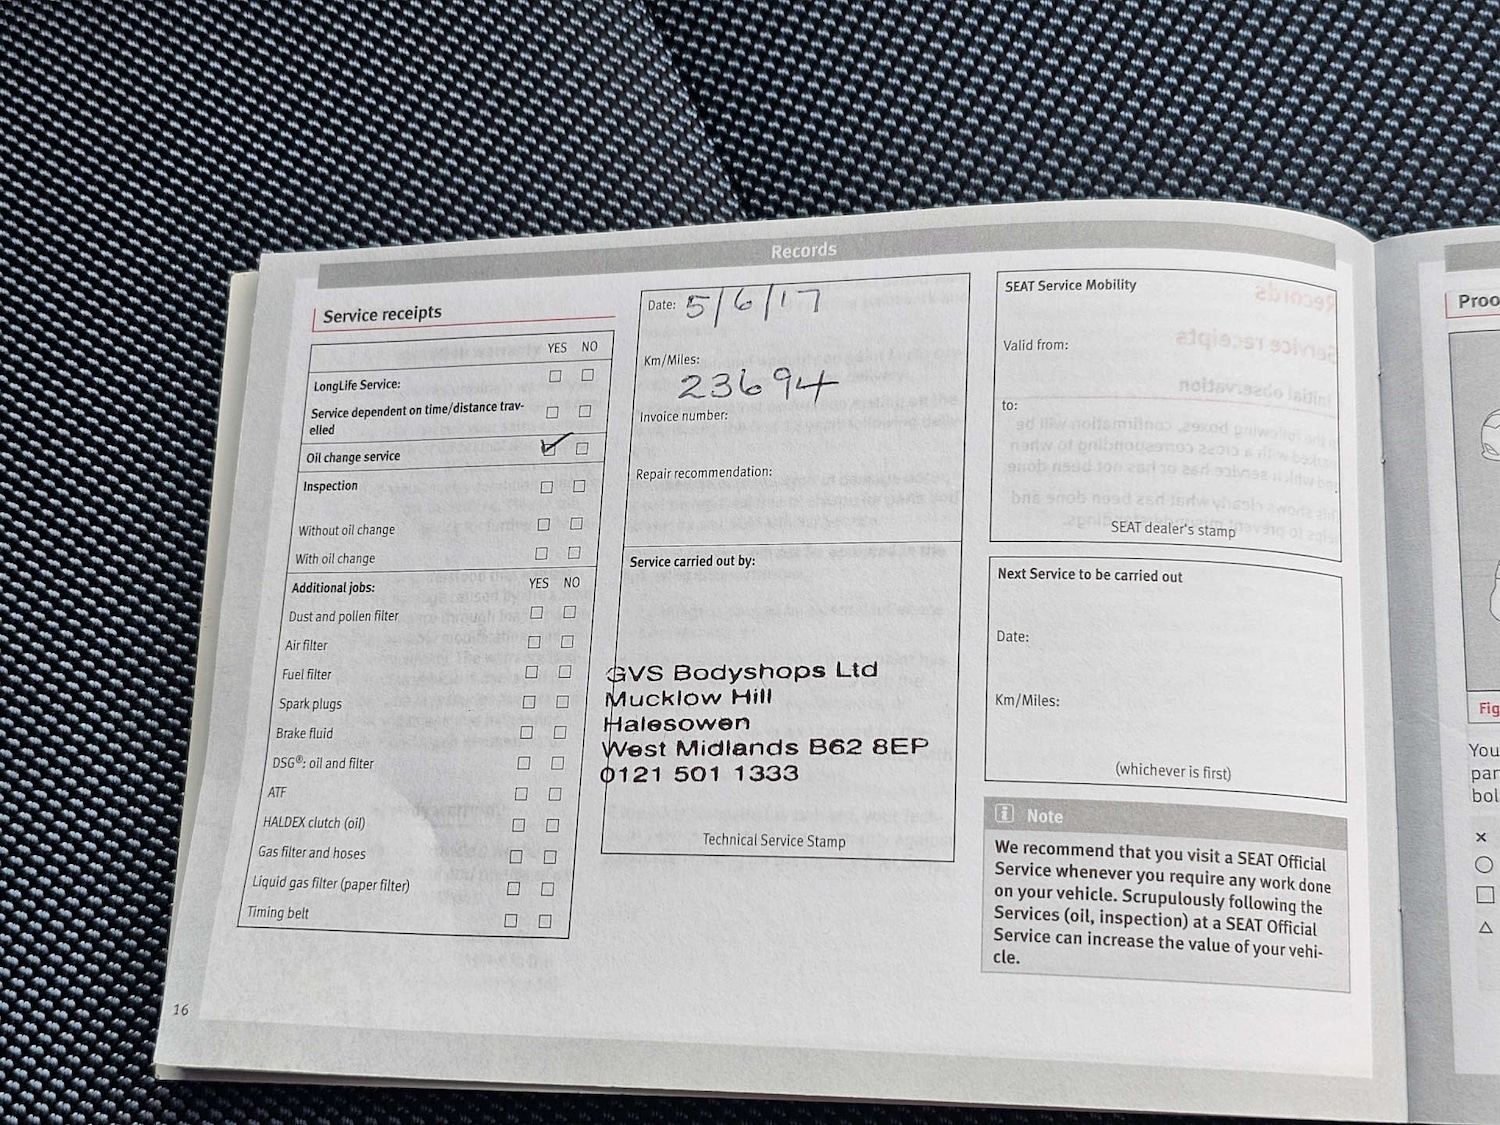 Records
Service receipts
YES NO
LongLife Service:
Service dependent on time/distance trav-
elled
Oil change service
Inspection
Without oil change
With oil change
Additional jobs: YES NO
Dust and pollen filter
Air filter
Fuel filter
Spark plugs
Brake fluid
DSG®: oil and filter
ATF
HALDEX clutch (oil)
Gas filter and hoses
Liquid gas filter (paper filter)
Timing belt
Date: 5/6/17
Km/Miles:
23694
Invoice number:
Repair recommendation:
Service carried out by:
GVS Bodyshops Ltd
Mucklow Hill
Halesowen
West Midlands B62 8EP
0121 501 1333
Technical Service Stamp
SEAT Service Mobility
Valid from:
to:
SEAT dealer's stamp
Next Service to be carried out
Date:
Km/Miles:
(whichever is first)
Note
We recommend that you visit a SEAT Official
Service whenever you require any work done
on your vehicle. Scrupulously following the
Services (oil, inspection) at a SEAT Official
Service can increase the value of your vehi-
cle.
16
Proo
Fig
You
par
bol